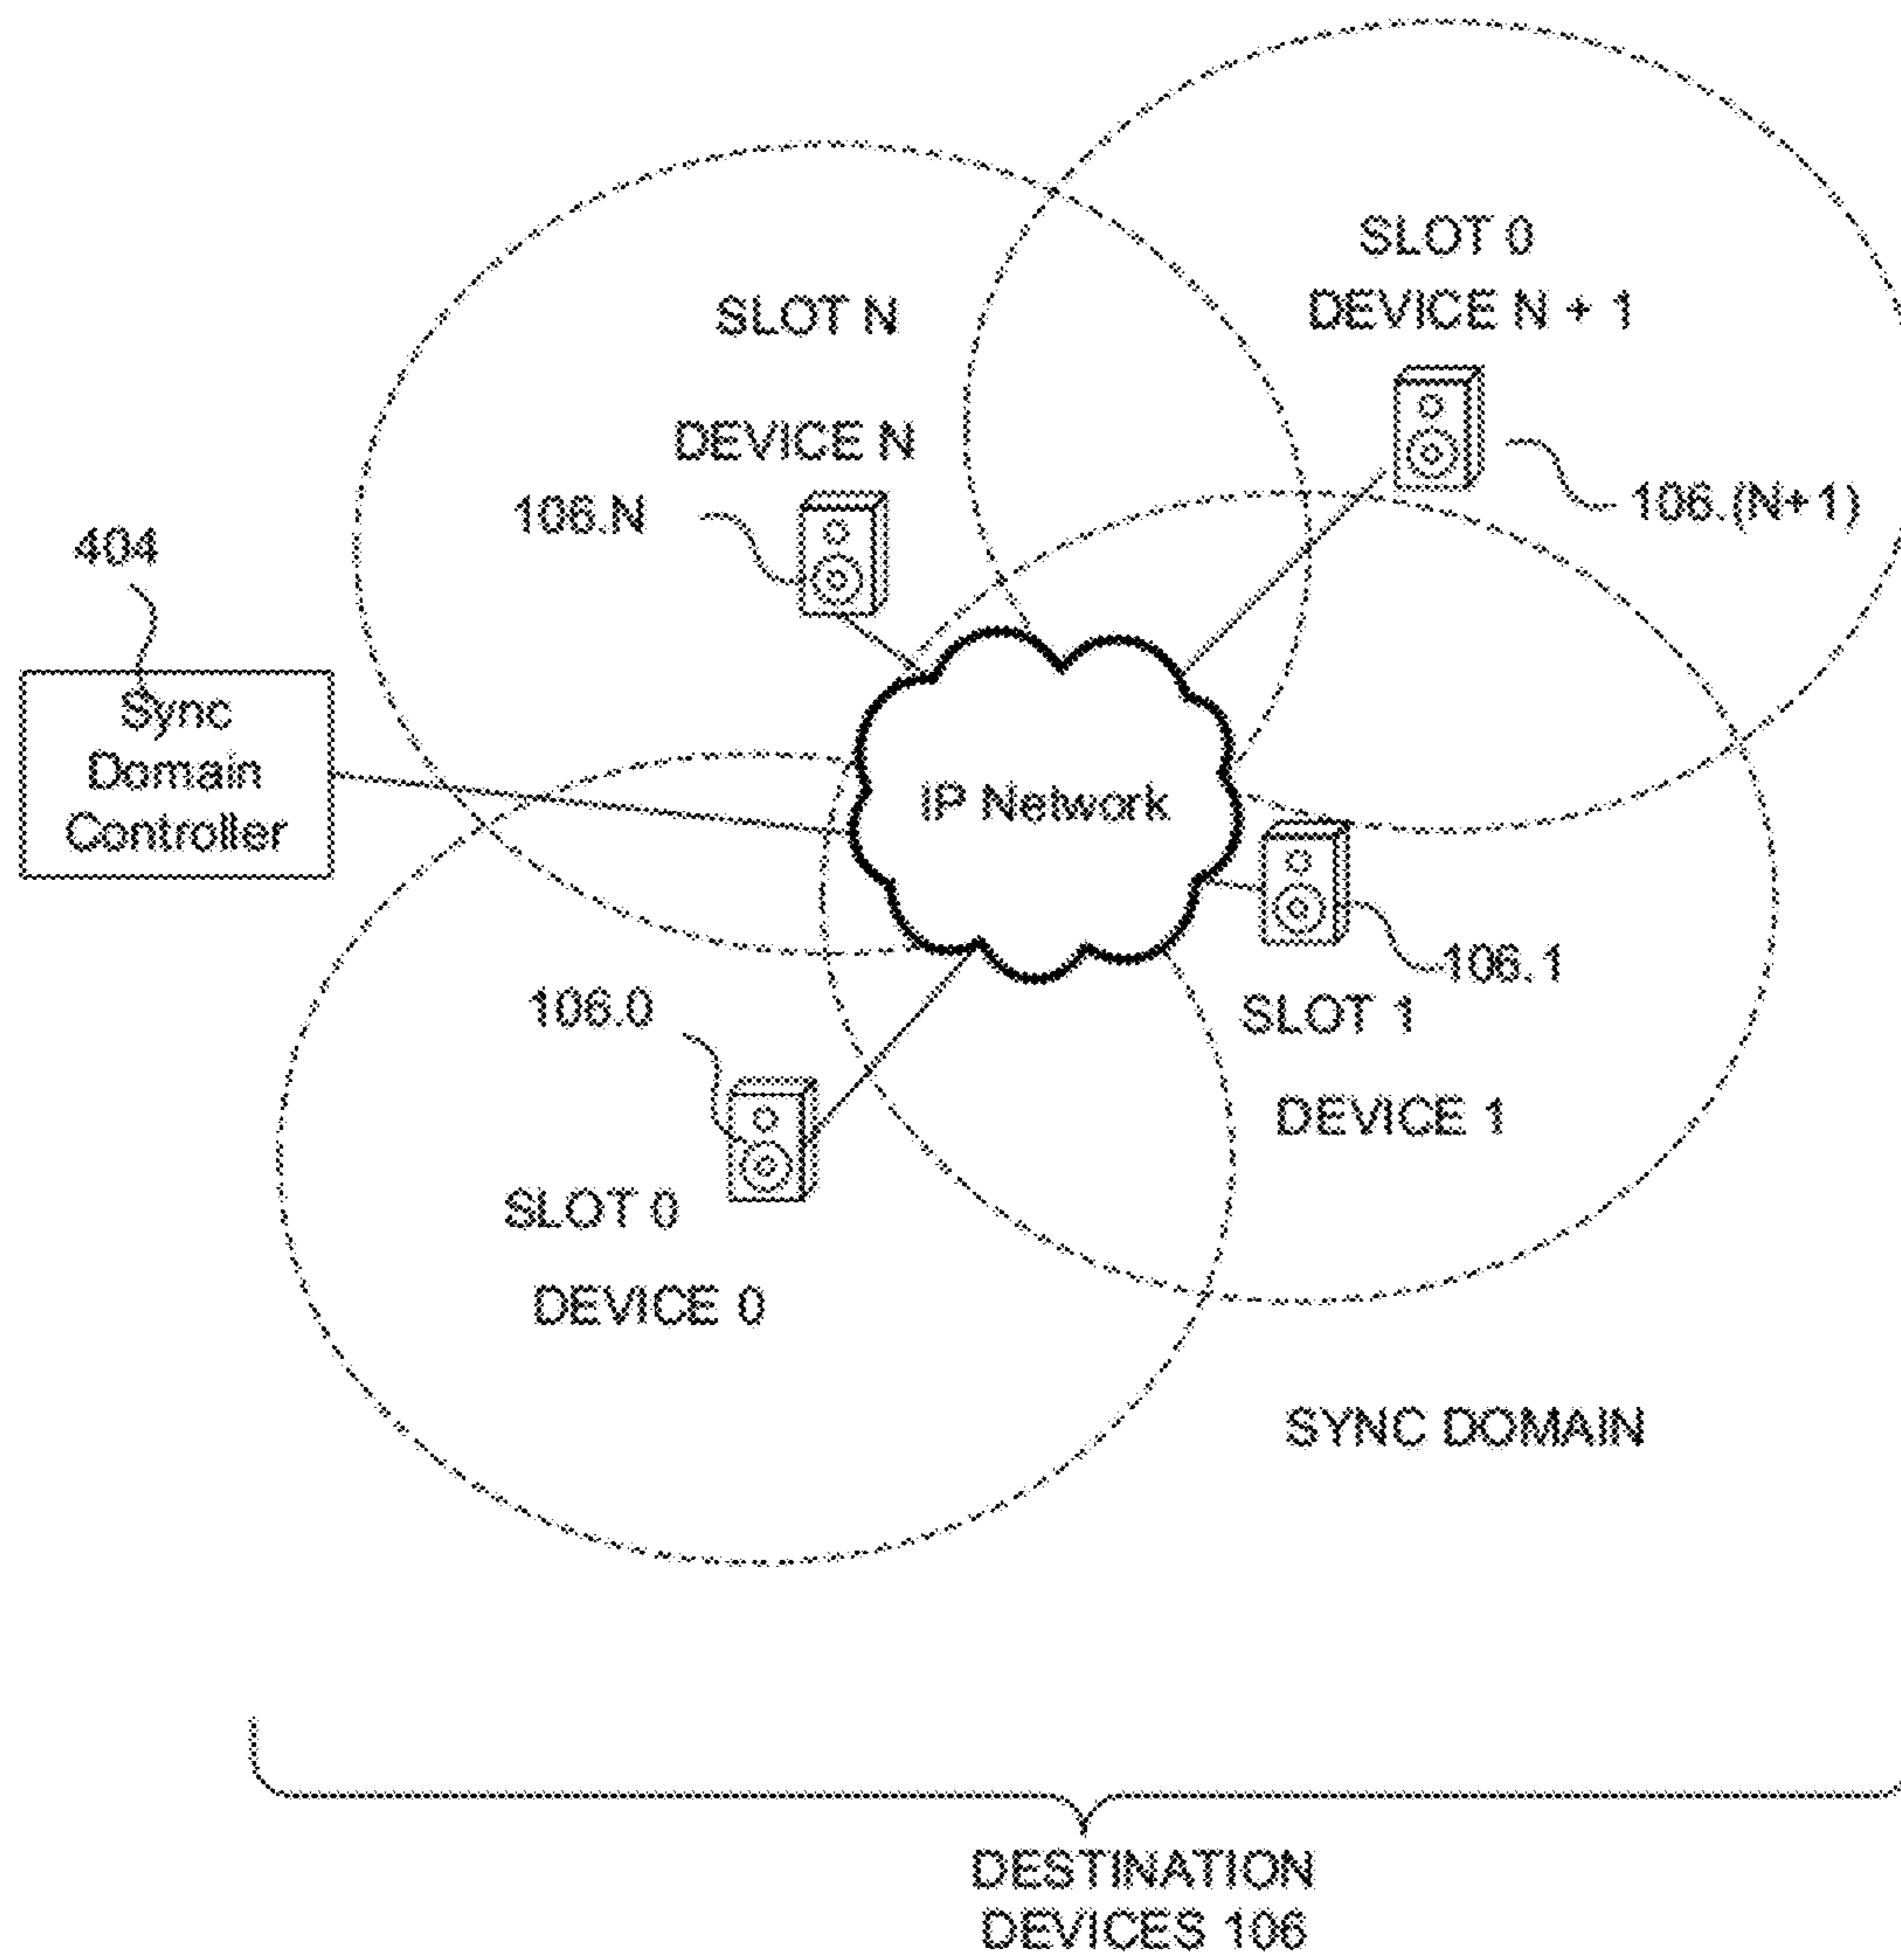 SLOT 0
DEVICE N + 1
SLOT N
DEVICE N
106.N
106.(N+1)
404
Sync
Domain
Controller
IP Network
106.1
106.0
SLOT 1
DEVICE 1
SLOT 0
DEVICE 0
SYNC DOMAIN
DESTINATION
DEVICES 106